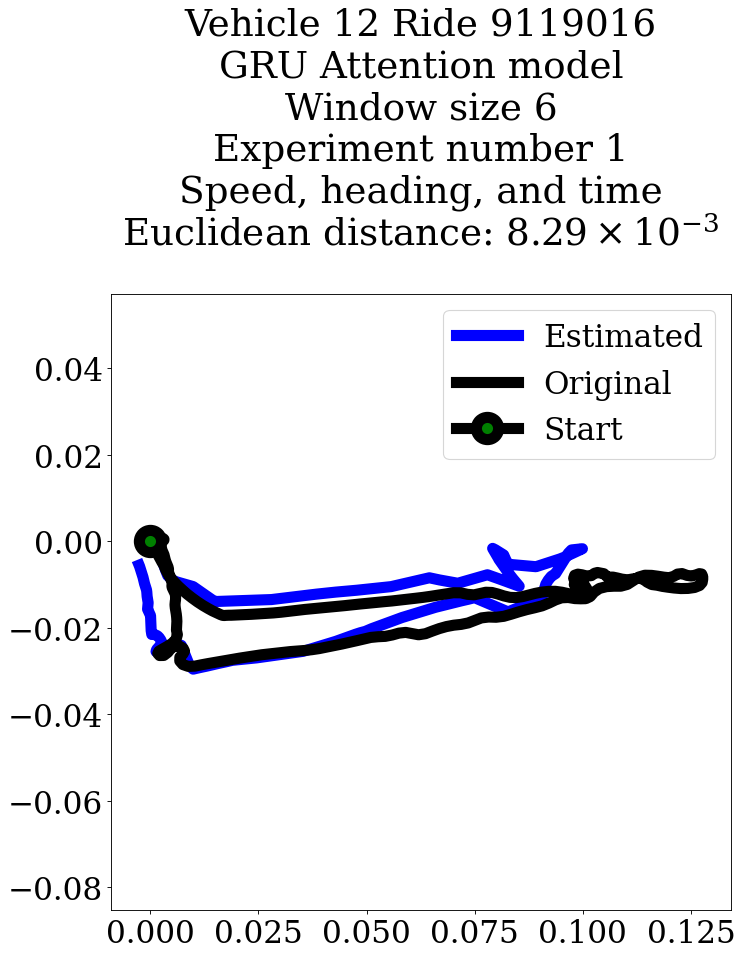 Vehicle 12 Ride 9119016
GRU Attention model
Window size 6
Experiment number 1
Speed, heading, and time
Euclidean distance: 8.29 × 10⁻³
Estimated
Original
Start
0.04
0.02
0.00
−0.02
−0.04
−0.06
−0.08
0.000 0.025 0.050 0.075 0.100 0.125